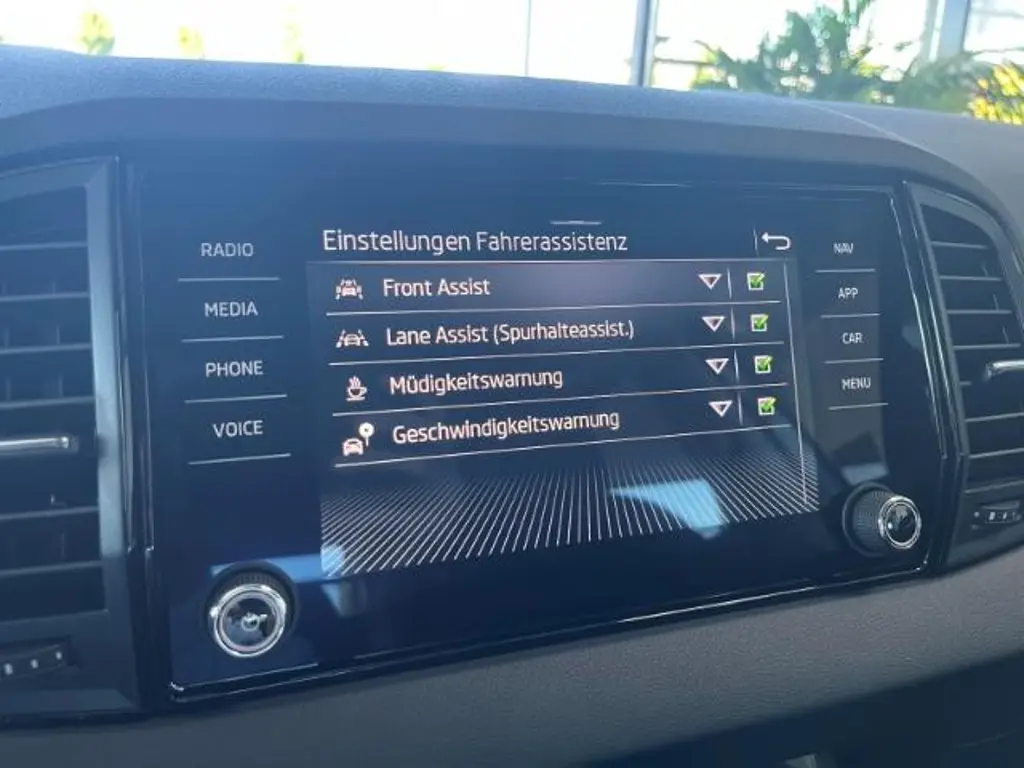 Einstellungen Fahrerassistenz
Front Assist
Lane Assist (Spurhalteassist.)
Müdigkeitswarnung
Geschwindigkeitswarnung
RADIO
MEDIA
PHONE
VOICE
NAV
APP
CAR
MENU